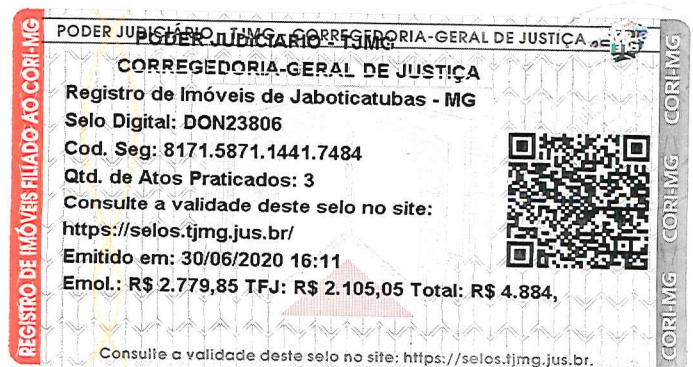 PODER JUDICIÁRIO - TJMG - CORREGEDORIA-GERAL DE JUSTIÇA
PODER JUDICIÁRIO - TJMG
CORREGEDORIA-GERAL DE JUSTIÇA
Registro de Imóveis de Jaboticatubas - MG
Selo Digital: DON23806
Cod. Seg: 8171.5871.1441.7484
Qtd. de Atos Praticados: 3
Consulte a validade deste selo no site:
https://selos.tjmg.jus.br/
Emitido em: 30/06/2020 16:11
Emol.: R$ 2.779,85 TFJ: R$ 2.105,05 Total: R$ 4.884,
Consulte a validade deste selo no site: https://selos.tjmg.jus.br.
REGISTRO DE IMÓVEIS FILIADO AO CORI-MG
CORI-MG
CORI-MG
CORI-MG
CORI-MG